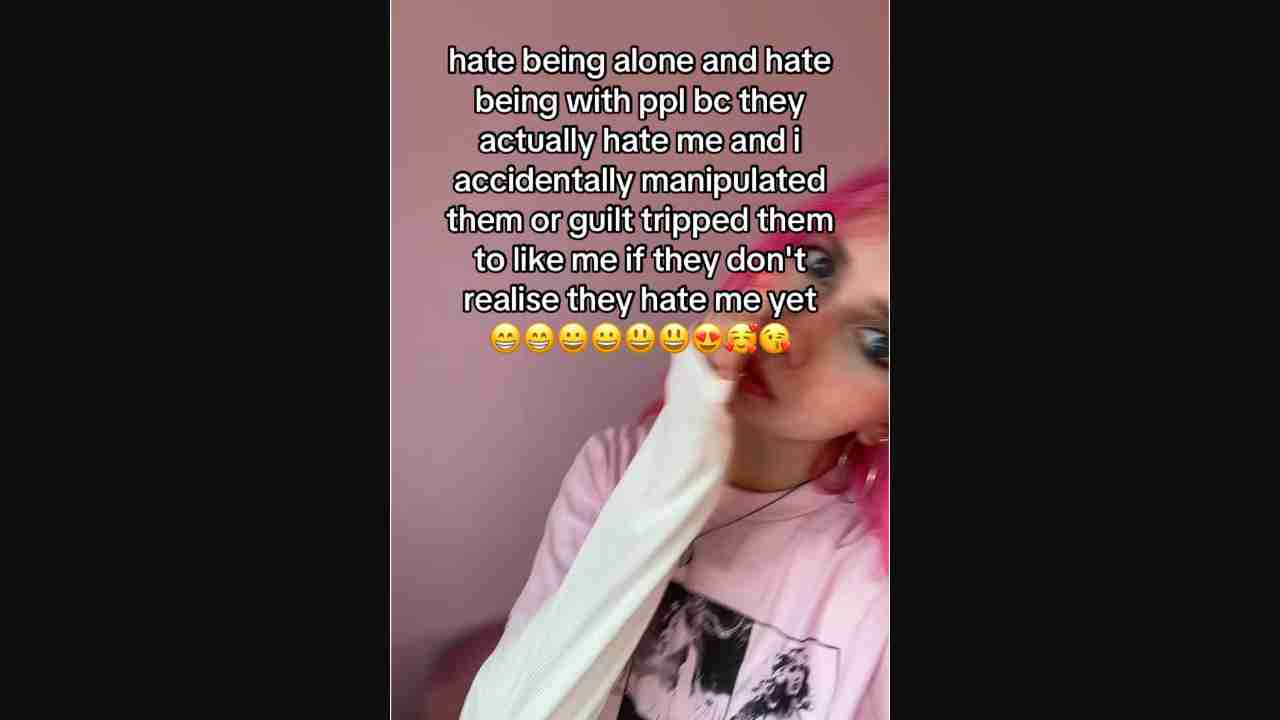 hate being alone and hate
being with ppl bc they
actually hate me and i
accidentally manipulated
them or guilt tripped them
to like me if they don't
realise they hate me yet
😁😁😀😀😃😃😍🥰😘